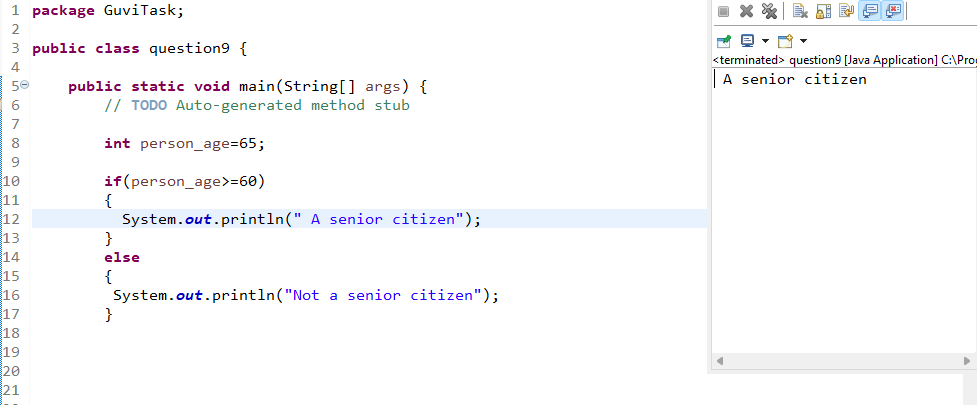 1 package GuviTask;
2
3 public class question9 {
4
5 public static void main(String[] args) {
6 // TODO Auto-generated method stub
7
8 int person_age=65;
9
10 if(person_age>=60)
11 {
12 System.out.println(" A senior citizen");
13 }
14 else
15 {
16 System.out.println("Not a senior citizen");
17 }
18
19
20
21
<terminated> question9 [Java Application] C:\Prog
A senior citizen